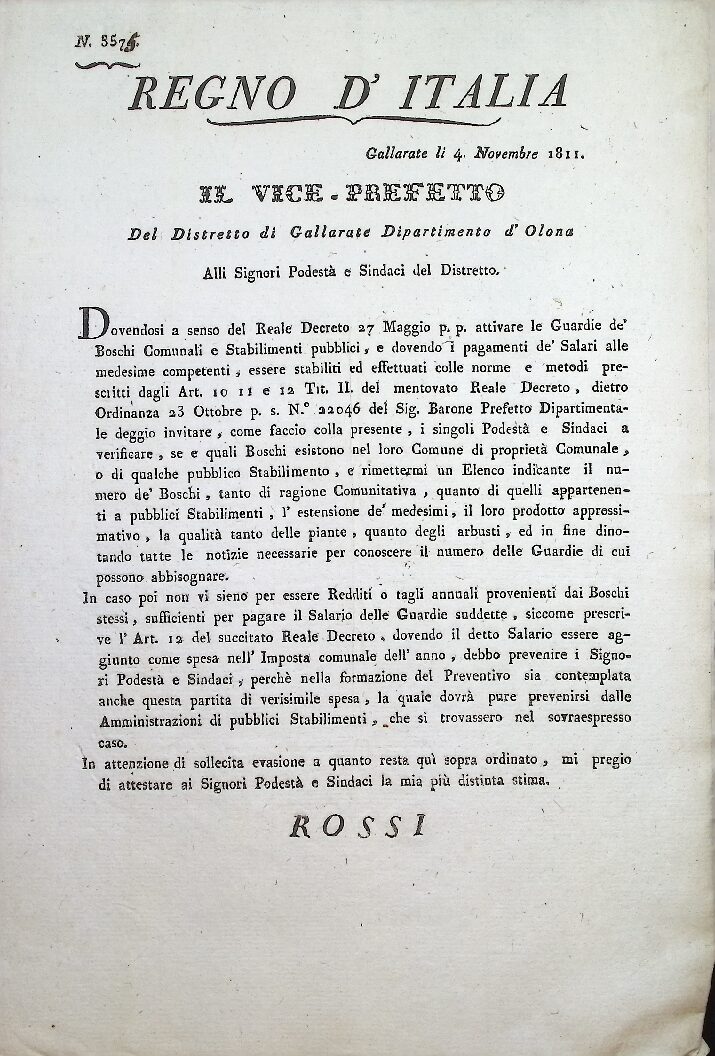 N. 3575.
REGNO D' ITALIA
Gallarate li 4 Novembre 1811.
IL VICE-PREFETTO
Del Distretto di Gallarate Dipartimento d' Olona
Alli Signori Podestà e Sindaci del Distretto.
Dovendosi a senso del Reale Decreto 27 Maggio p. p. attivare le Guardie de'
Boschi Comunali e Stabilimenti pubblici, e dovendo i pagamenti de' Salari alle
medesime competenti, essere stabiliti ed effettuati colle norme e metodi pre-
scritti dagli Art. 10 11 e 12 Tit. II. del mentovato Reale Decreto, dietro
Ordinanza 23 Ottobre p. s. N.° 22046 del Sig. Barone Prefetto Dipartimenta-
le deggio invitare, come faccio colla presente, i singoli Podestà e Sindaci a
verificare, se e quali Boschi esistono nel loro Comune di proprietà Comunale,
o di qualche pubblico Stabilimento, e rimettermi un Elenco indicante il nu-
mero de' Boschi, tanto di ragione Comunitativa, quanto di quelli appartenen-
ti a pubblici Stabilimenti, l' estensione de' medesimi, il loro prodotto appressi-
mativo, la qualità tanto delle piante, quanto degli arbusti, ed in fine dino-
tando tutte le notizie necessarie per conoscere il numero delle Guardie di cui
possono abbisognare.
In caso poi non vi sieno per essere Redditi o tagli annuali provenienti dai Boschi
stessi, sufficienti per pagare il Salario delle Guardie suddette, siccome prescri-
ve l' Art. 12 del succitato Reale Decreto, dovendo il detto Salario essere ag-
giunto come spesa nell' Imposta comunale dell' anno, debbo prevenire i Signo-
ri Podestà e Sindaci, perchè nella formazione del Preventivo sia contemplata
anche questa partita di verisimile spesa, la quale dovrà pure prevenirsi dalle
Amministrazioni di pubblici Stabilimenti, che si trovassero nel sovraespresso
caso.
In attenzione di sollecita evasione a quanto resta quì sopra ordinato, mi pregio
di attestare ai Signori Podestà e Sindaci la mia più distinta stima.
ROSSI